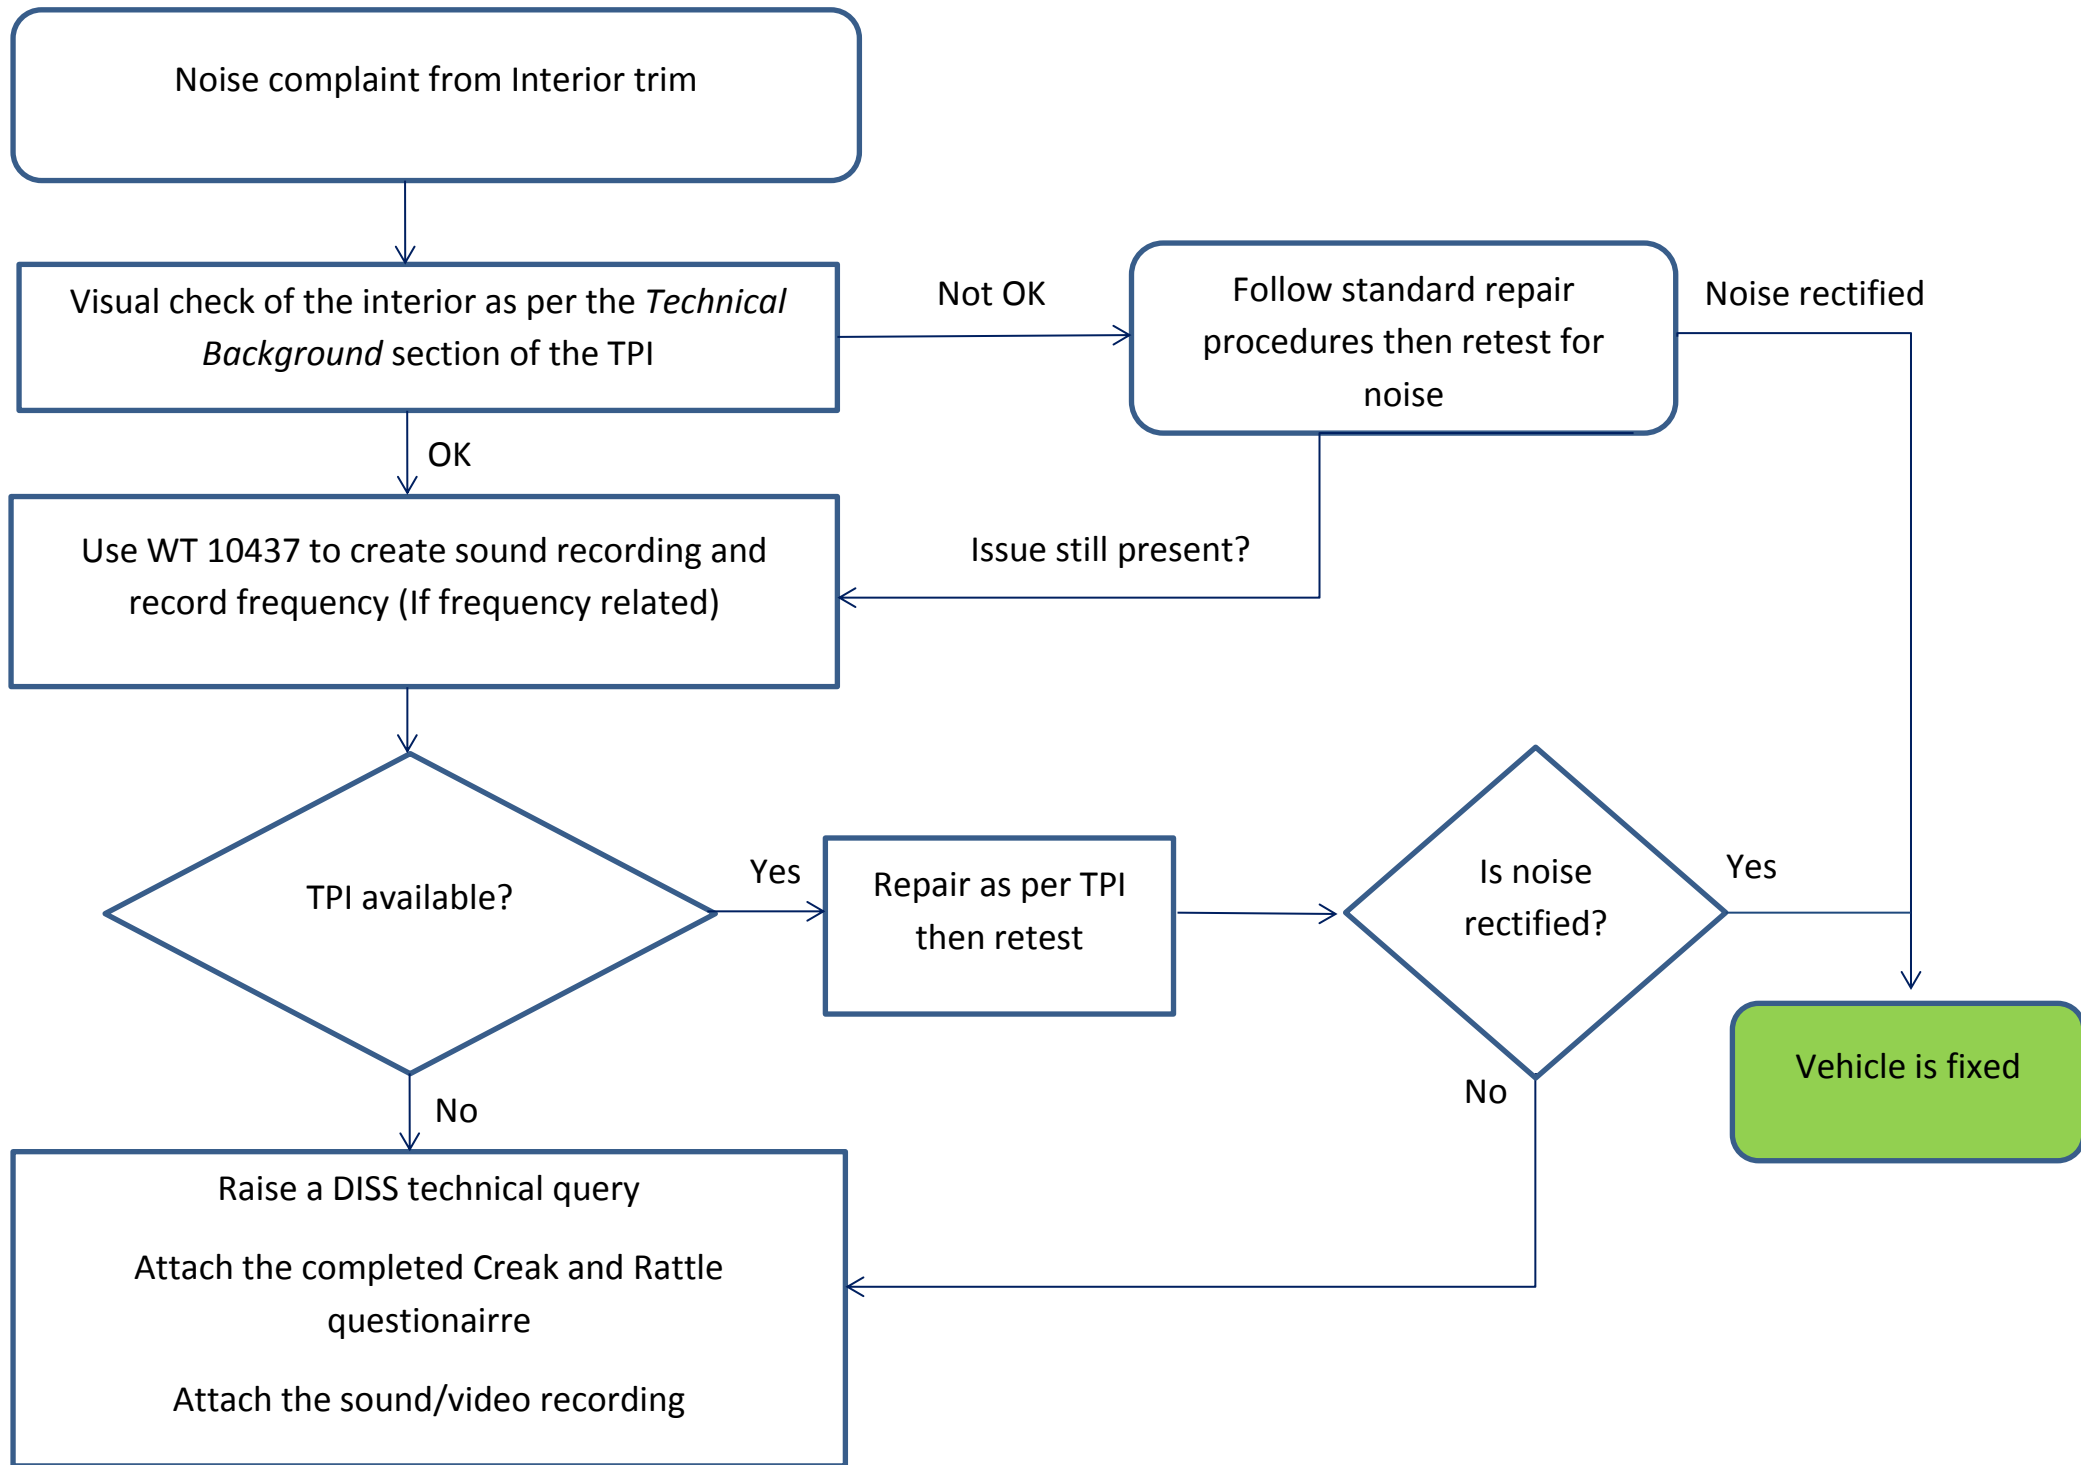 Noise complaint from Interior trim
Visual check of the interior as per the Technical
Background section of the TPI
Not OK
Follow standard repair
procedures then retest for
noise
Noise rectified
OK
Use WT 10437 to create sound recording and
record frequency (If frequency related)
Issue still present?
TPI available?
Yes
Repair as per TPI
then retest
Is noise
rectified?
Yes
Vehicle is fixed
No
No
Raise a DISS technical query
Attach the completed Creak and Rattle
questionairre
Attach the sound/video recording